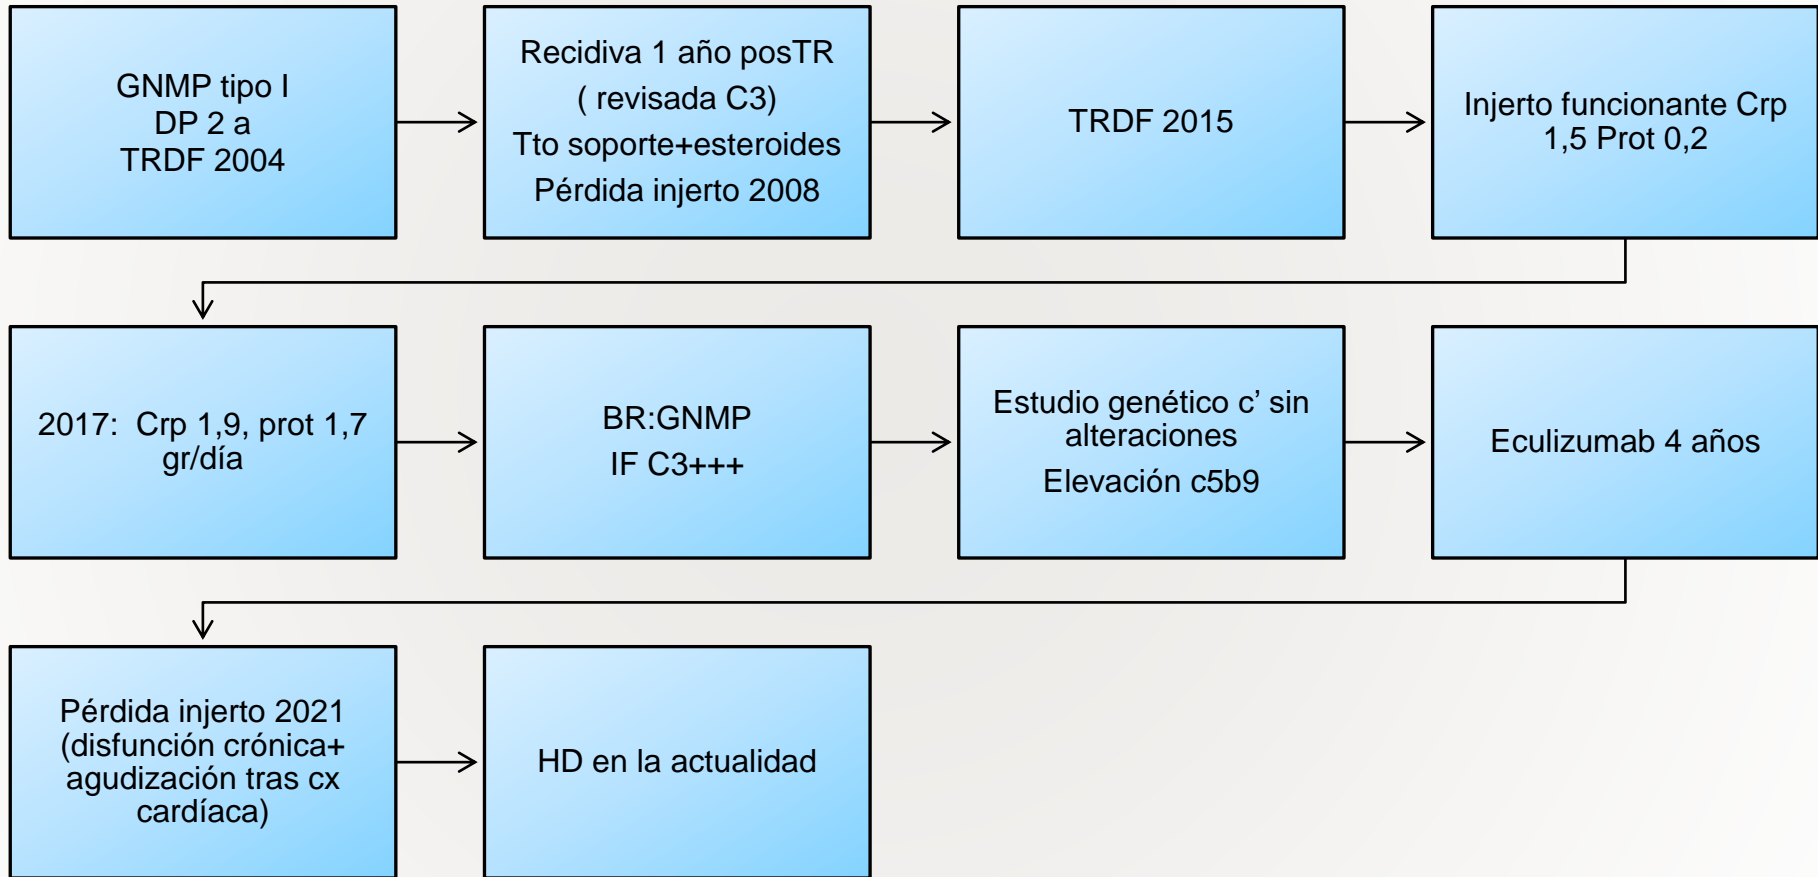 GNMP tipo I
DP 2 a
TRDF 2004
Recidiva 1 año posTR
( revisada C3)
Tto soporte+esteroides
Pérdida injerto 2008
TRDF 2015
Injerto funcionante Crp
1,5 Prot 0,2
2017:  Crp 1,9, prot 1,7
gr/día
BR:GNMP
IF C3+++
Estudio genético c’ sin
alteraciones
Elevación c5b9
Eculizumab 4 años
Pérdida injerto 2021
(disfunción crónica+
agudización tras cx
cardíaca)
HD en la actualidad